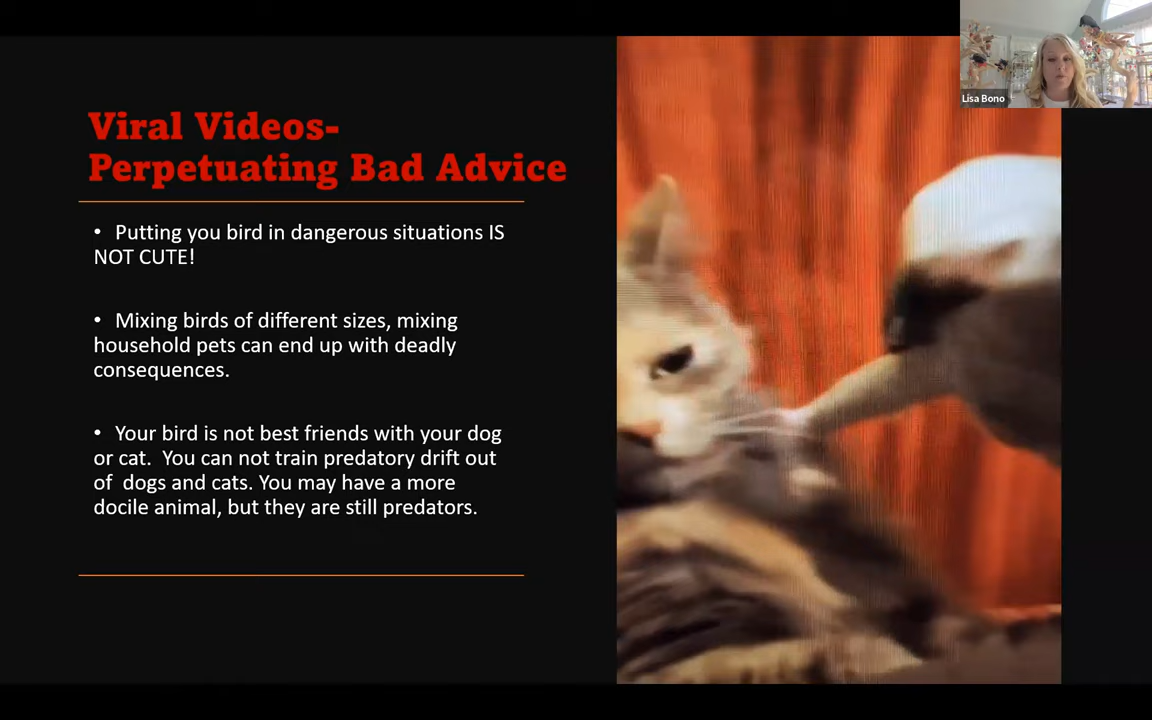 Viral Videos-
Perpetuating Bad Advice
• Putting you bird in dangerous situations IS
NOT CUTE!
• Mixing birds of different sizes, mixing
household pets can end up with deadly
consequences.
• Your bird is not best friends with your dog
or cat.  You can not train predatory drift out
of  dogs and cats. You may have a more
docile animal, but they are still predators.
Lisa Bono